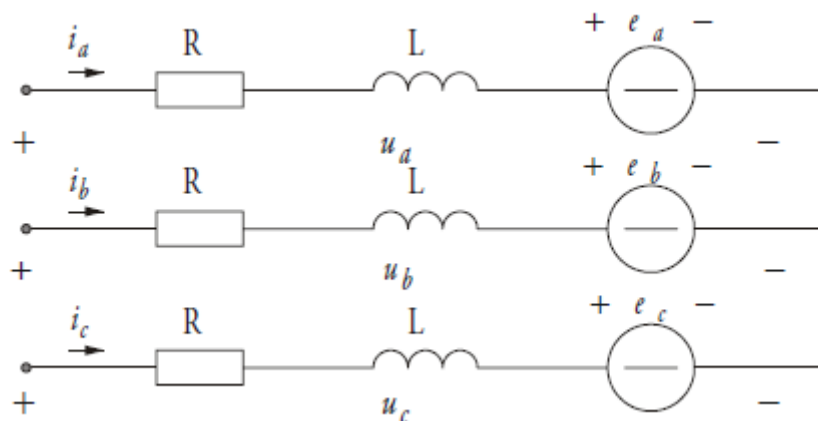 i_a R L + e_a −
+ u_a −
i_b R L + e_b −
+ u_b −
i_c R L + e_c −
+ u_c −